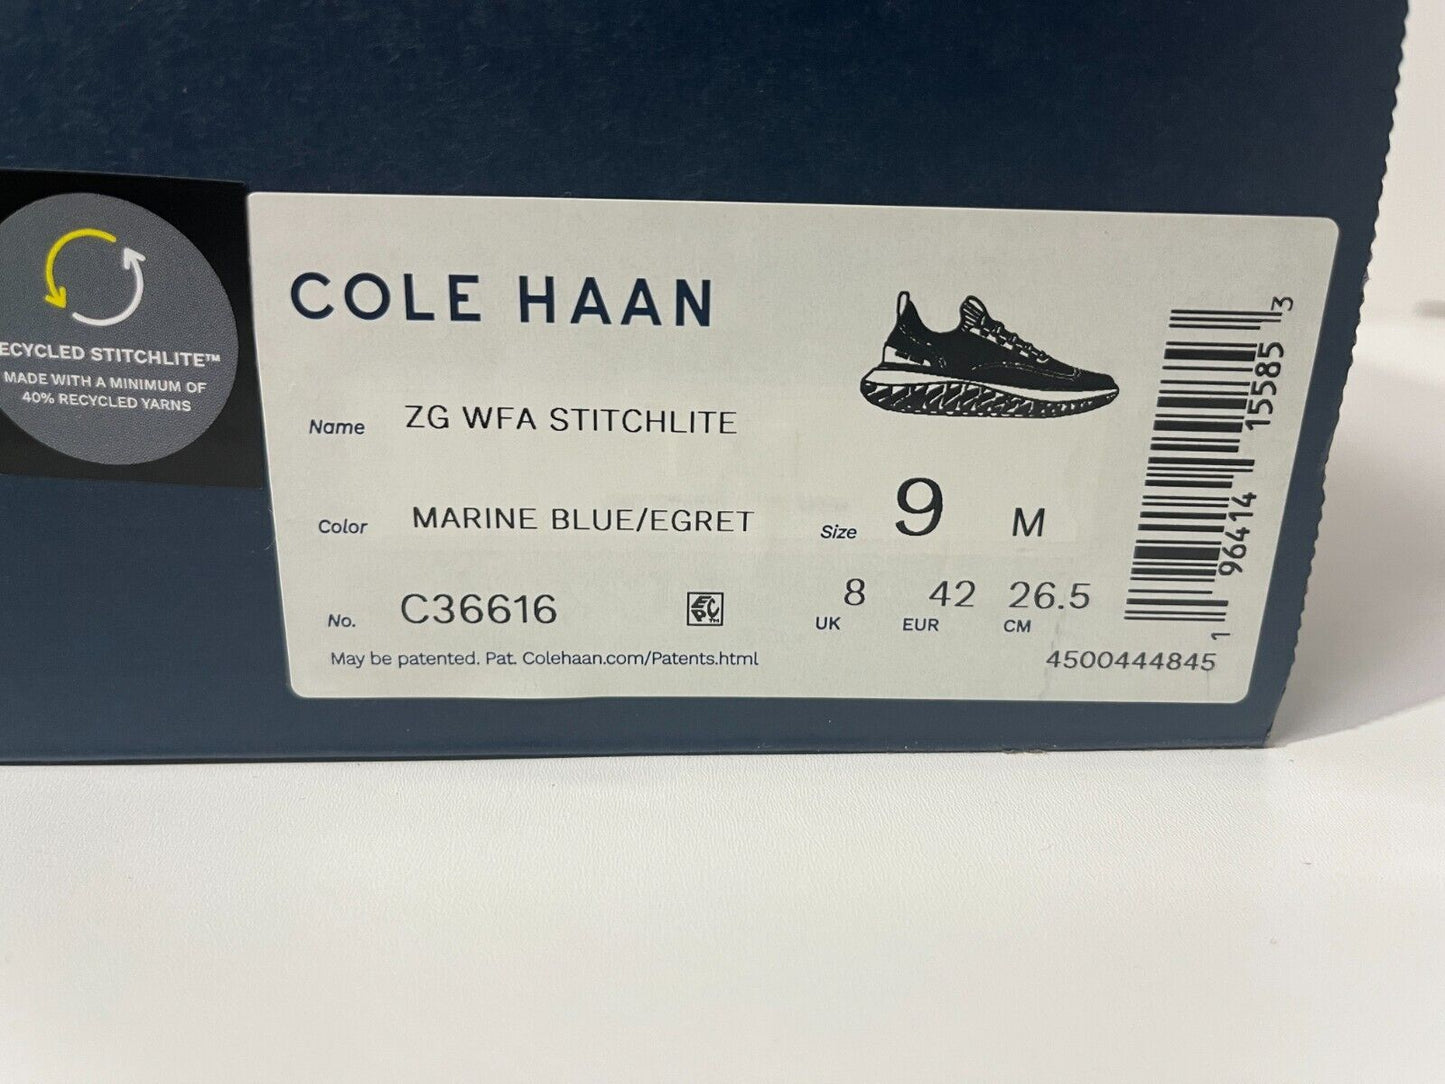 ECYCLED STITCHLITE™
MADE WITH A MINIMUM OF
40% RECYCLED YARNS
COLE HAAN
Name ZG WFA STITCHLITE
Color MARINE BLUE/EGRET
Size 9 M
No. C36616
EC
PC
8 42 26.5
UK EUR CM
May be patented. Pat. Colehaan.com/Patents.html
4500444845
1 96414 15585 3